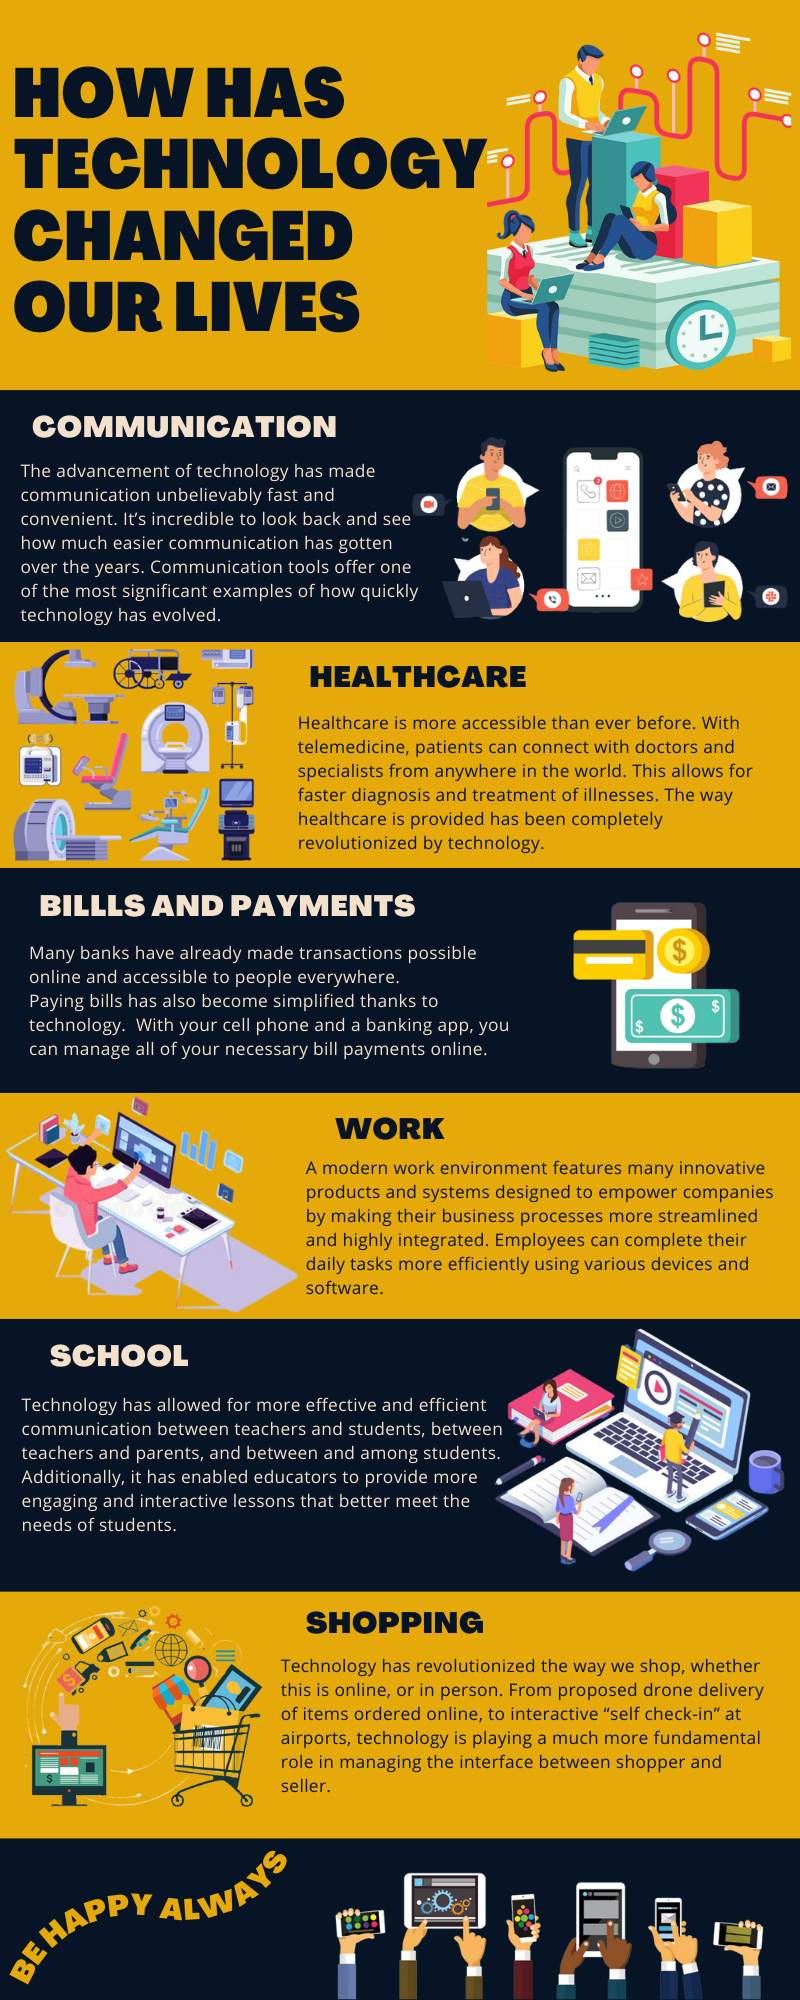 HOW HAS
TECHNOLOGY
CHANGED
OUR LIVES
COMMUNICATION
The advancement of technology has made
communication unbelievably fast and
convenient. It’s incredible to look back and see
how much easier communication has gotten
over the years. Communication tools offer one
of the most significant examples of how quickly
technology has evolved.
HEALTHCARE
Healthcare is more accessible than ever before. With
telemedicine, patients can connect with doctors and
specialists from anywhere in the world. This allows for
faster diagnosis and treatment of illnesses. The way
healthcare is provided has been completely
revolutionized by technology.
BILLLS AND PAYMENTS
Many banks have already made transactions possible
online and accessible to people everywhere.
Paying bills has also become simplified thanks to
technology.  With your cell phone and a banking app, you
can manage all of your necessary bill payments online.
$
$
$
$
WORK
A modern work environment features many innovative
products and systems designed to empower companies
by making their business processes more streamlined
and highly integrated. Employees can complete their
daily tasks more efficiently using various devices and
software.
SCHOOL
Technology has allowed for more effective and efficient
communication between teachers and students, between
teachers and parents, and between and among students.
Additionally, it has enabled educators to provide more
engaging and interactive lessons that better meet the
needs of students.
SHOPPING
Technology has revolutionized the way we shop, whether
this is online, or in person. From proposed drone delivery
of items ordered online, to interactive “self check-in” at
airports, technology is playing a much more fundamental
role in managing the interface between shopper and
seller.
$
$
BE HAPPY ALWAYS